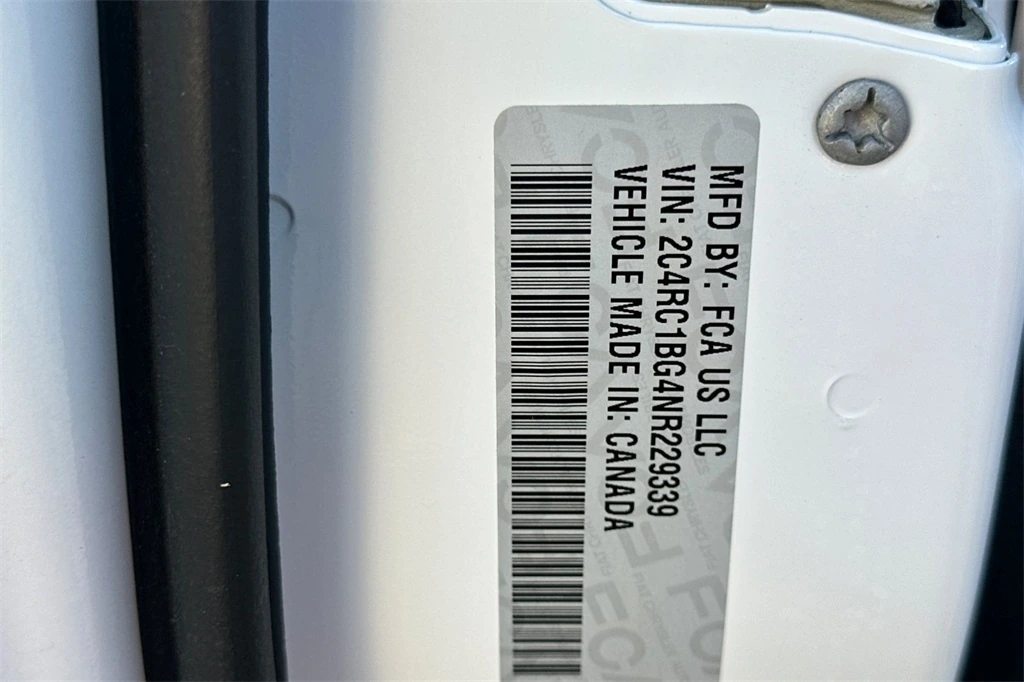 MFD BY: FCA US LLC
VIN: 2C4RC1BG4NR229339
VEHICLE MADE IN: CANADA